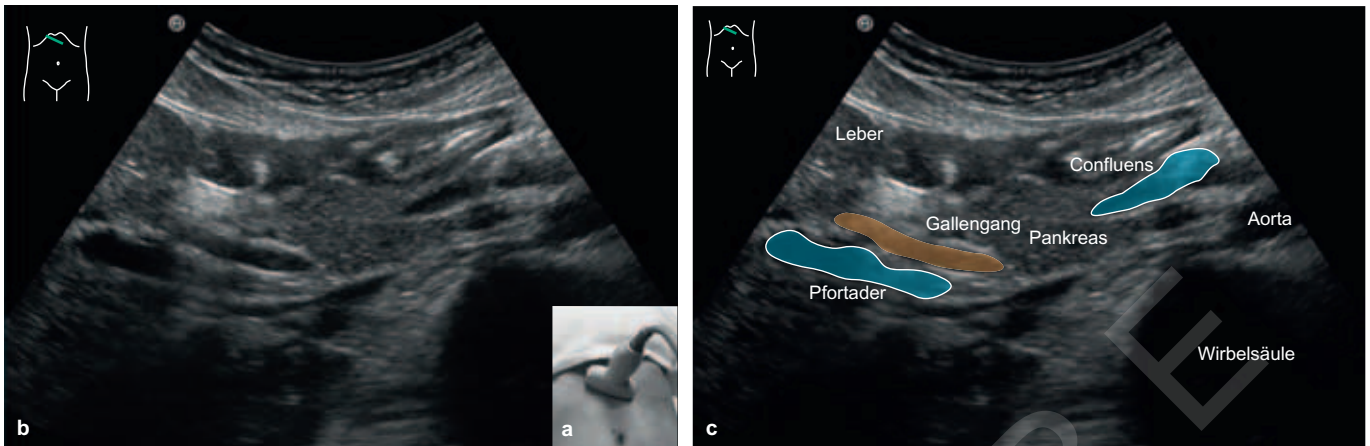 Leber
Confluens
Aorta
Gallengang
Pankreas
Pfortader
Wirbelsäule
b
a
c